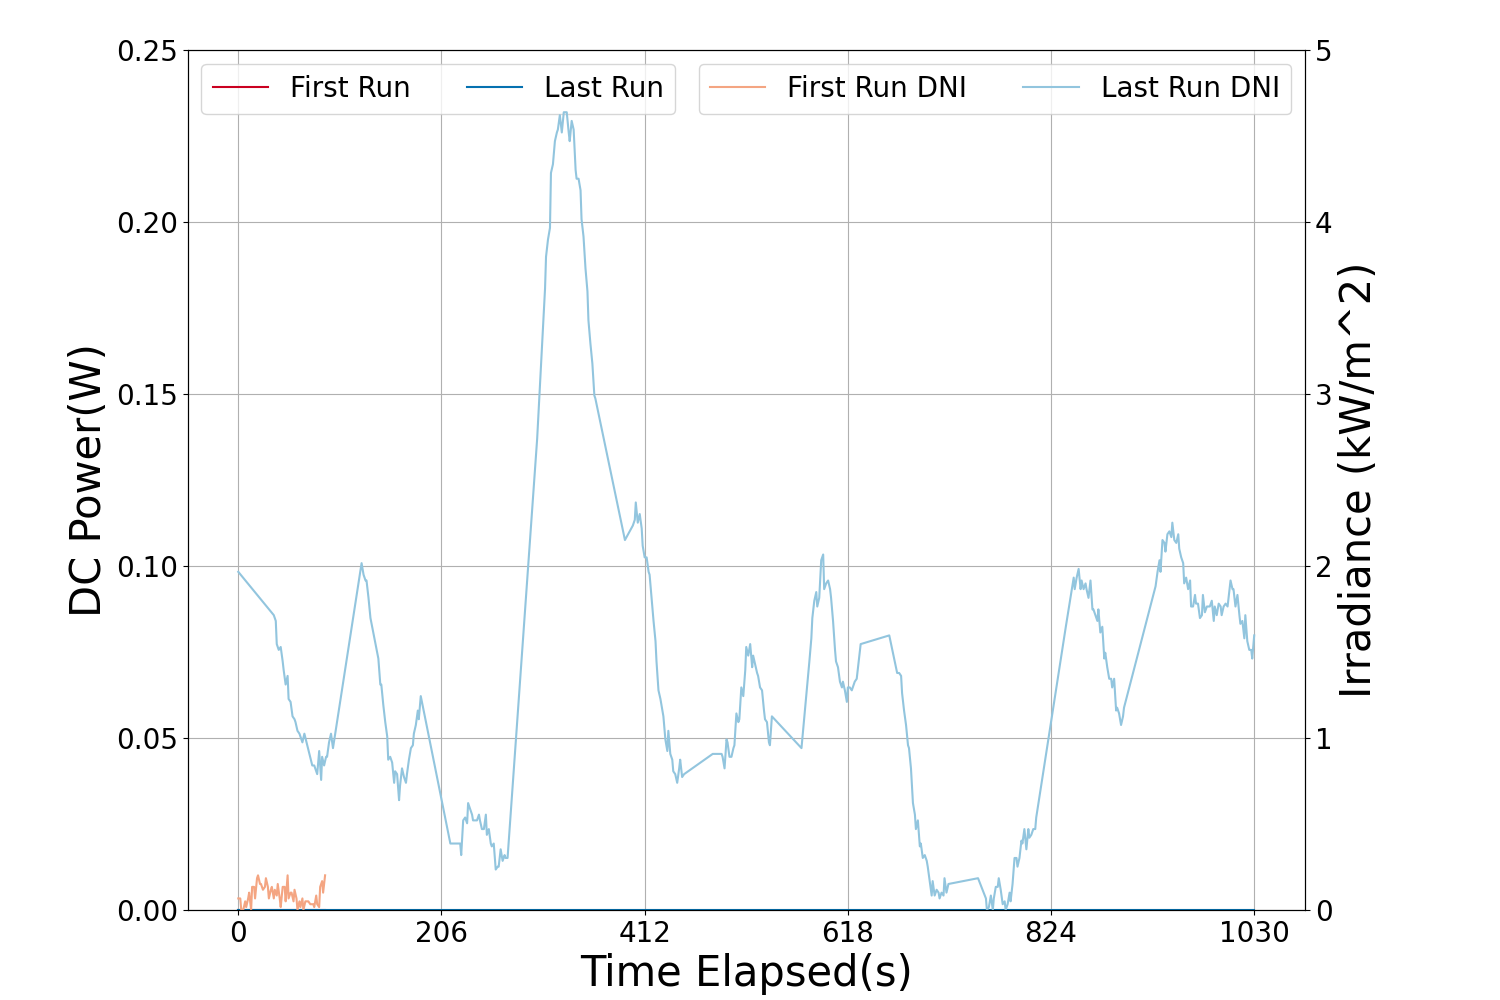 First Run
Last Run
First Run DNI
Last Run DNI
DC Power(W)
0.25
0.20
0.15
0.10
0.05
0.00
5
4
3
2
1
0
Irradiance (kW/m^2)
0 206 412 618 824 1030
Time Elapsed(s)